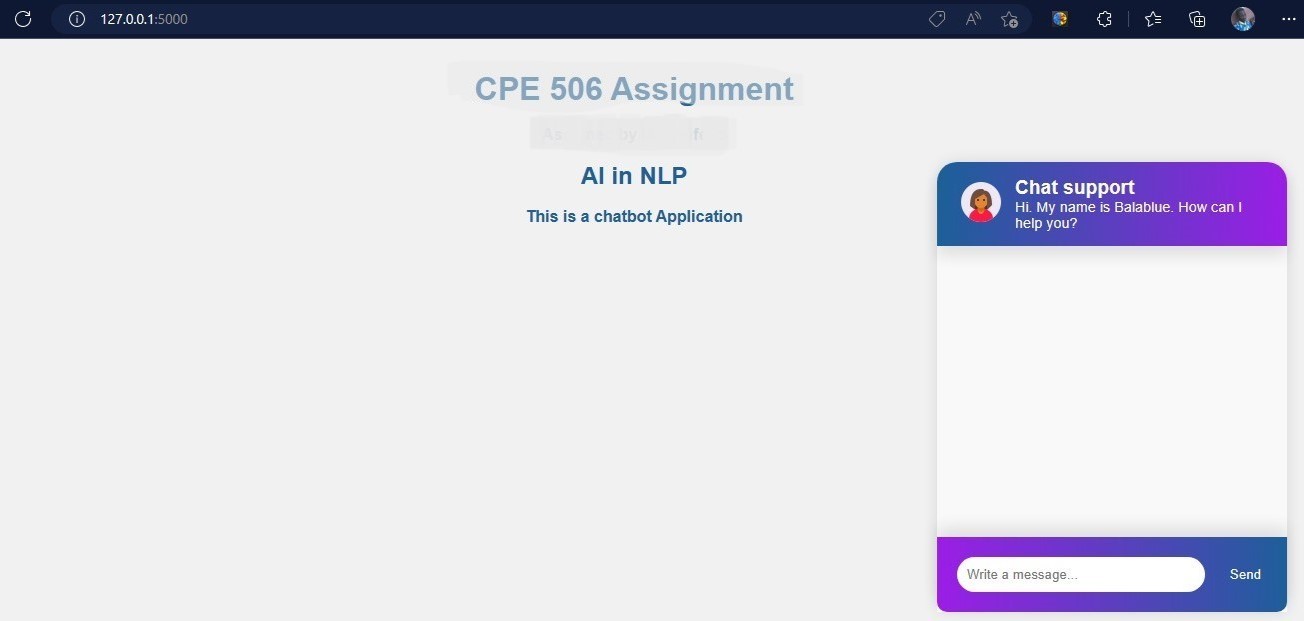 127.0.0.1:5000
CPE 506 Assignment
by
AI in NLP
This is a chatbot Application
Chat support
Hi. My name is Balablue. How can I
help you?
Write a message...
Send